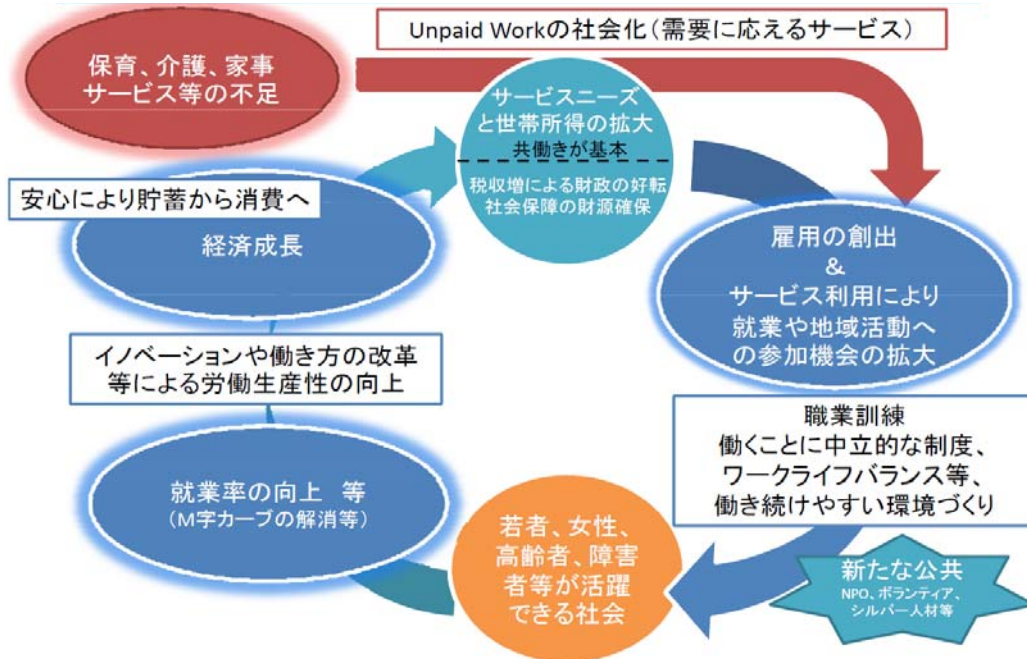 Unpaid Workの社会化（需要に応えるサービス）
保育、介護、家事
サービス等の不足
サービスニーズ
と世帯所得の拡大
共働きが基本
税収増による財政の好転
社会保障の財源確保
安心により貯蓄から消費へ
経済成長
雇用の創出
＆
サービス利用により
就業や地域活動へ
の参加機会の拡大
イノベーションや働き方の改革
等による労働生産性の向上
職業訓練
働くことに中立的な制度、
ワークライフバランス等、
働き続けやすい環境づくり
就業率の向上　等
（M字カーブの解消等）
若者、女性、
高齢者、障害
者等が活躍
できる社会
新たな公共
NPO、ボランティア、
シルバー人材等